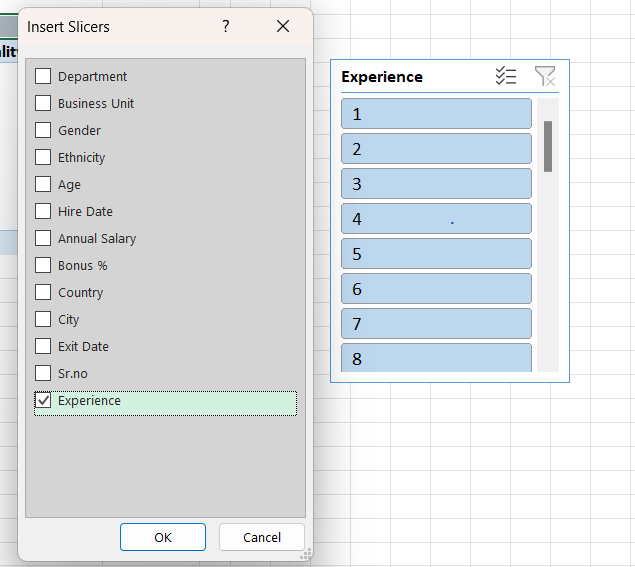 Insert Slicers
?
Department
Business Unit
Gender
Ethnicity
Age
Hire Date
Annual Salary
Bonus %
Country
City
Exit Date
Sr.no
Experience
OK
Cancel
Experience
1
2
3
4
5
6
7
8